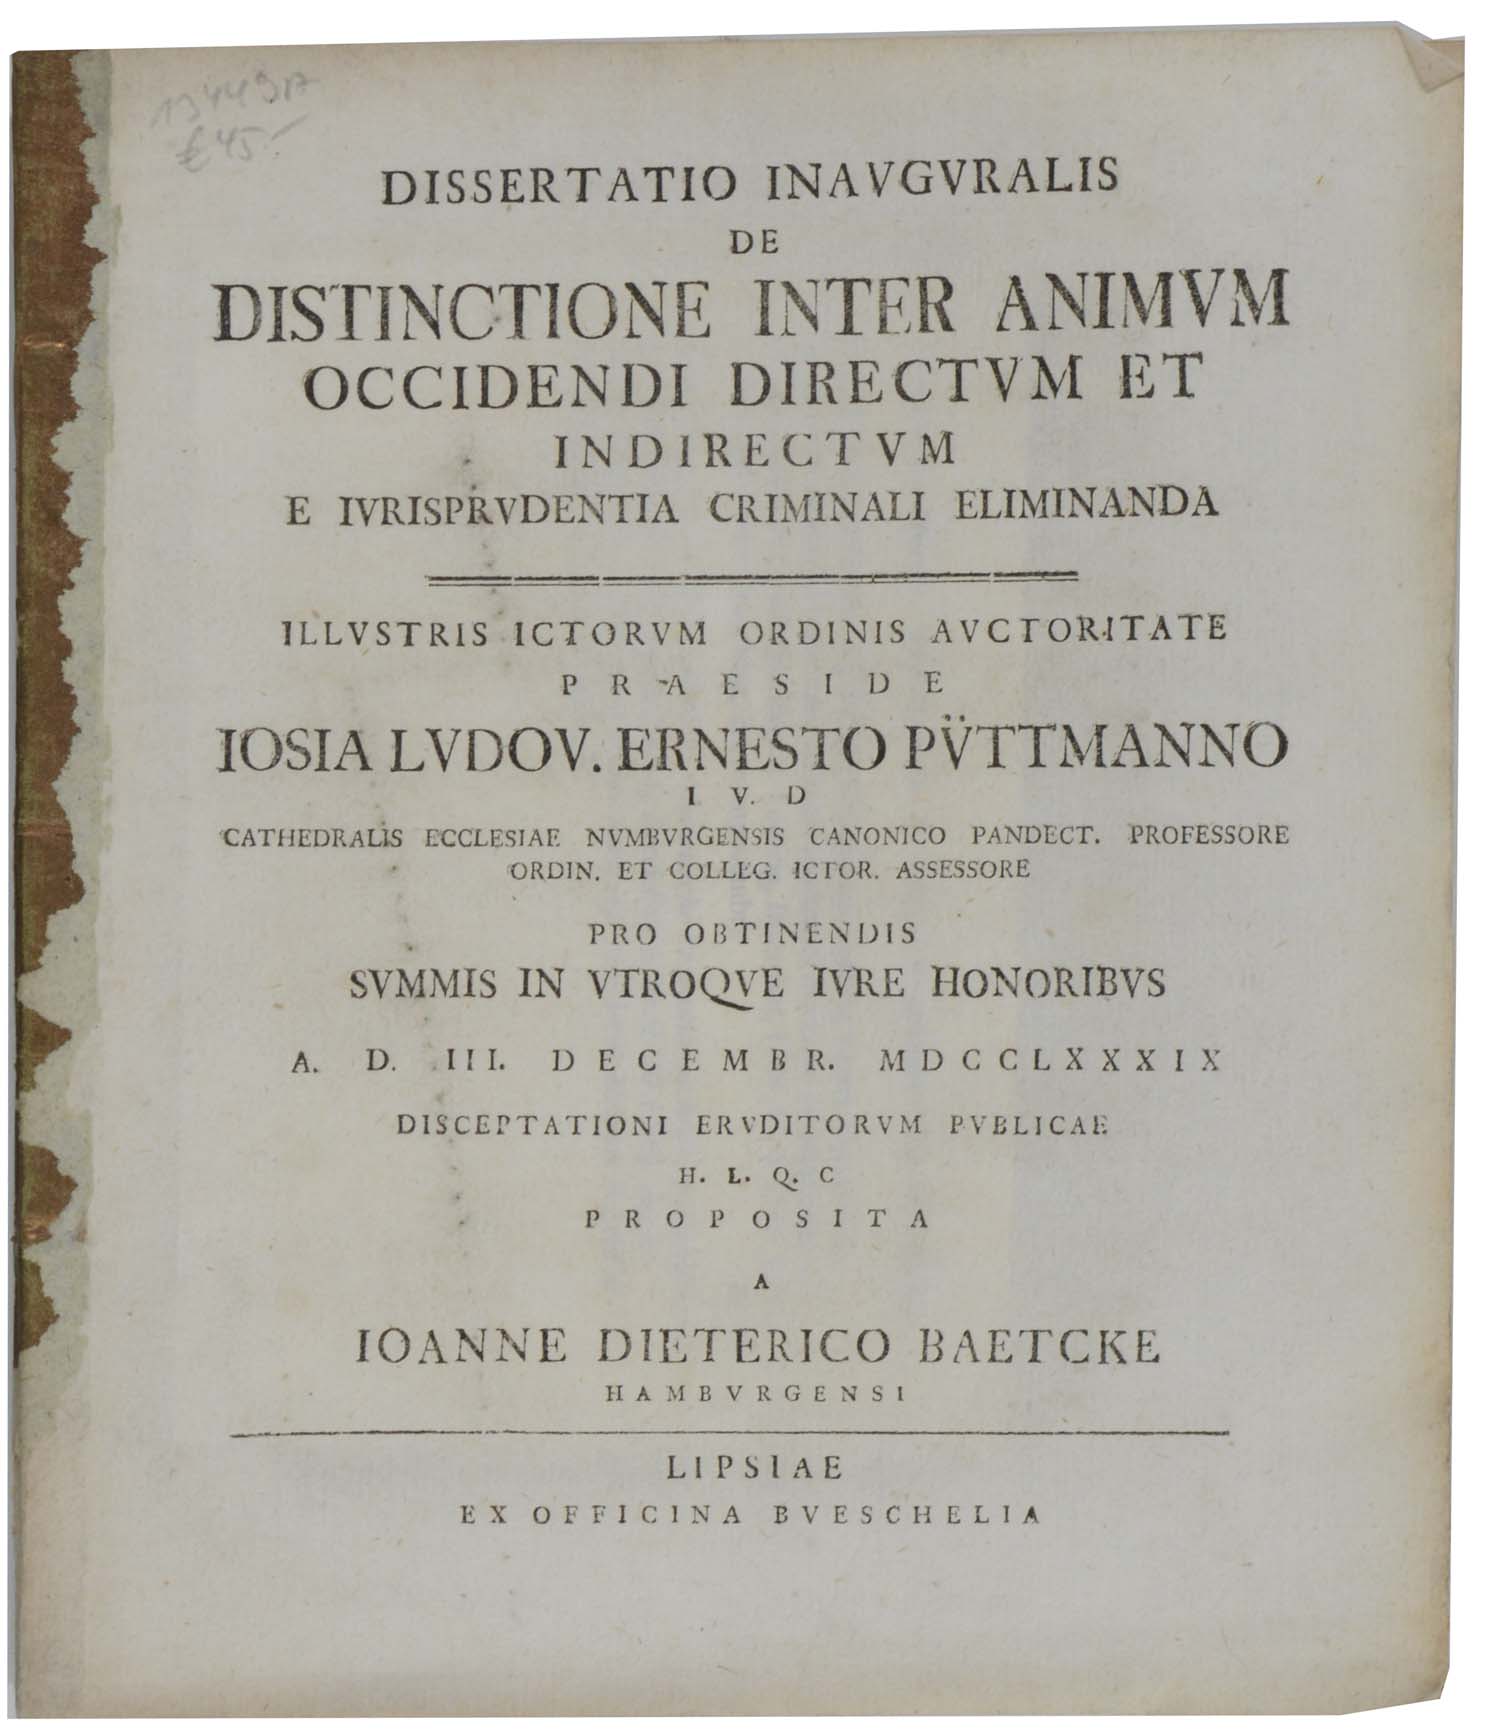 13449A
€ 45.-
DISSERTATIO INAVGVRALIS
DE
DISTINCTIONE INTER ANIMVM
OCCIDENDI DIRECTVM ET
INDIRECTVM
E IVRISPRVDENTIA CRIMINALI ELIMINANDA
ILLVSTRIS ICTORVM ORDINIS AVCTORITATE
PRAESIDE
IOSIA LVDOV. ERNESTO PÜTTMANNO
I V. D
CATHEDRALIS ECCLESIAE NVMBVRGENSIS CANONICO PANDECT. PROFESSORE
ORDIN. ET COLLEG. ICTOR. ASSESSORE
PRO OBTINENDIS
SVMMIS IN VTROQVE IVRE HONORIBVS
A. D. III. DECEMBR. MDCCLXXXIX
DISCEPTATIONI ERVDITORVM PVBLICAE
H. L. Q. C
PROPOSITA
A
IOANNE DIETERICO BAETCKE
HAMBVRGENSI
LIPSIAE
EX OFFICINA BVESCHELIA